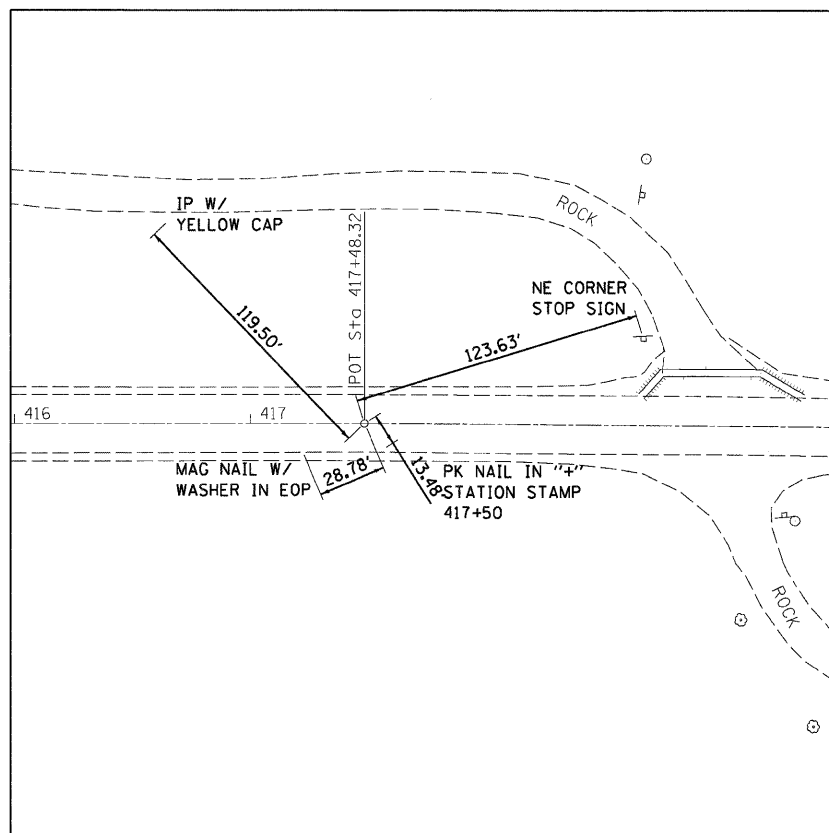 IP W/
YELLOW CAP
ROCK
POT Sta 417+48.32
NE CORNER
STOP SIGN
119.50'
123.63'
416
417
MAG NAIL W/
WASHER IN EOP
28.78'
13.48'
PK NAIL IN "+"
STATION STAMP
417+50
ROCK